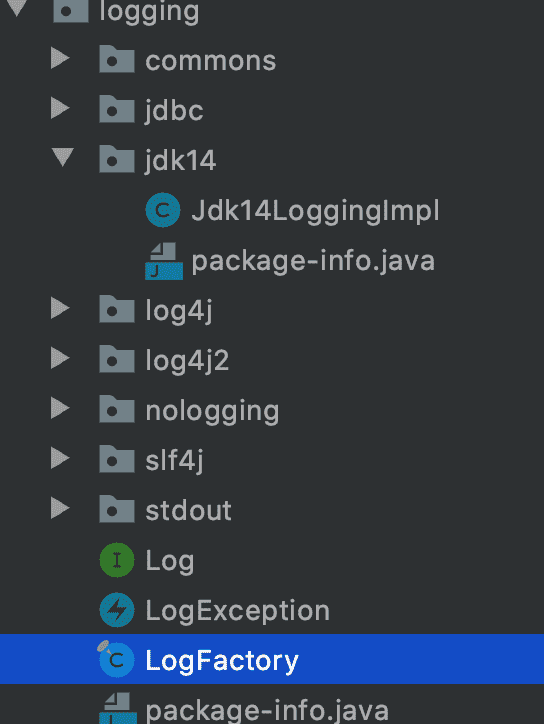 logging
commons
jdbc
jdk14
C Jdk14LoggingImpl
J package-info.java
log4j
log4j2
nologging
slf4j
stdout
I Log
LogException
C LogFactory
J package-info.java